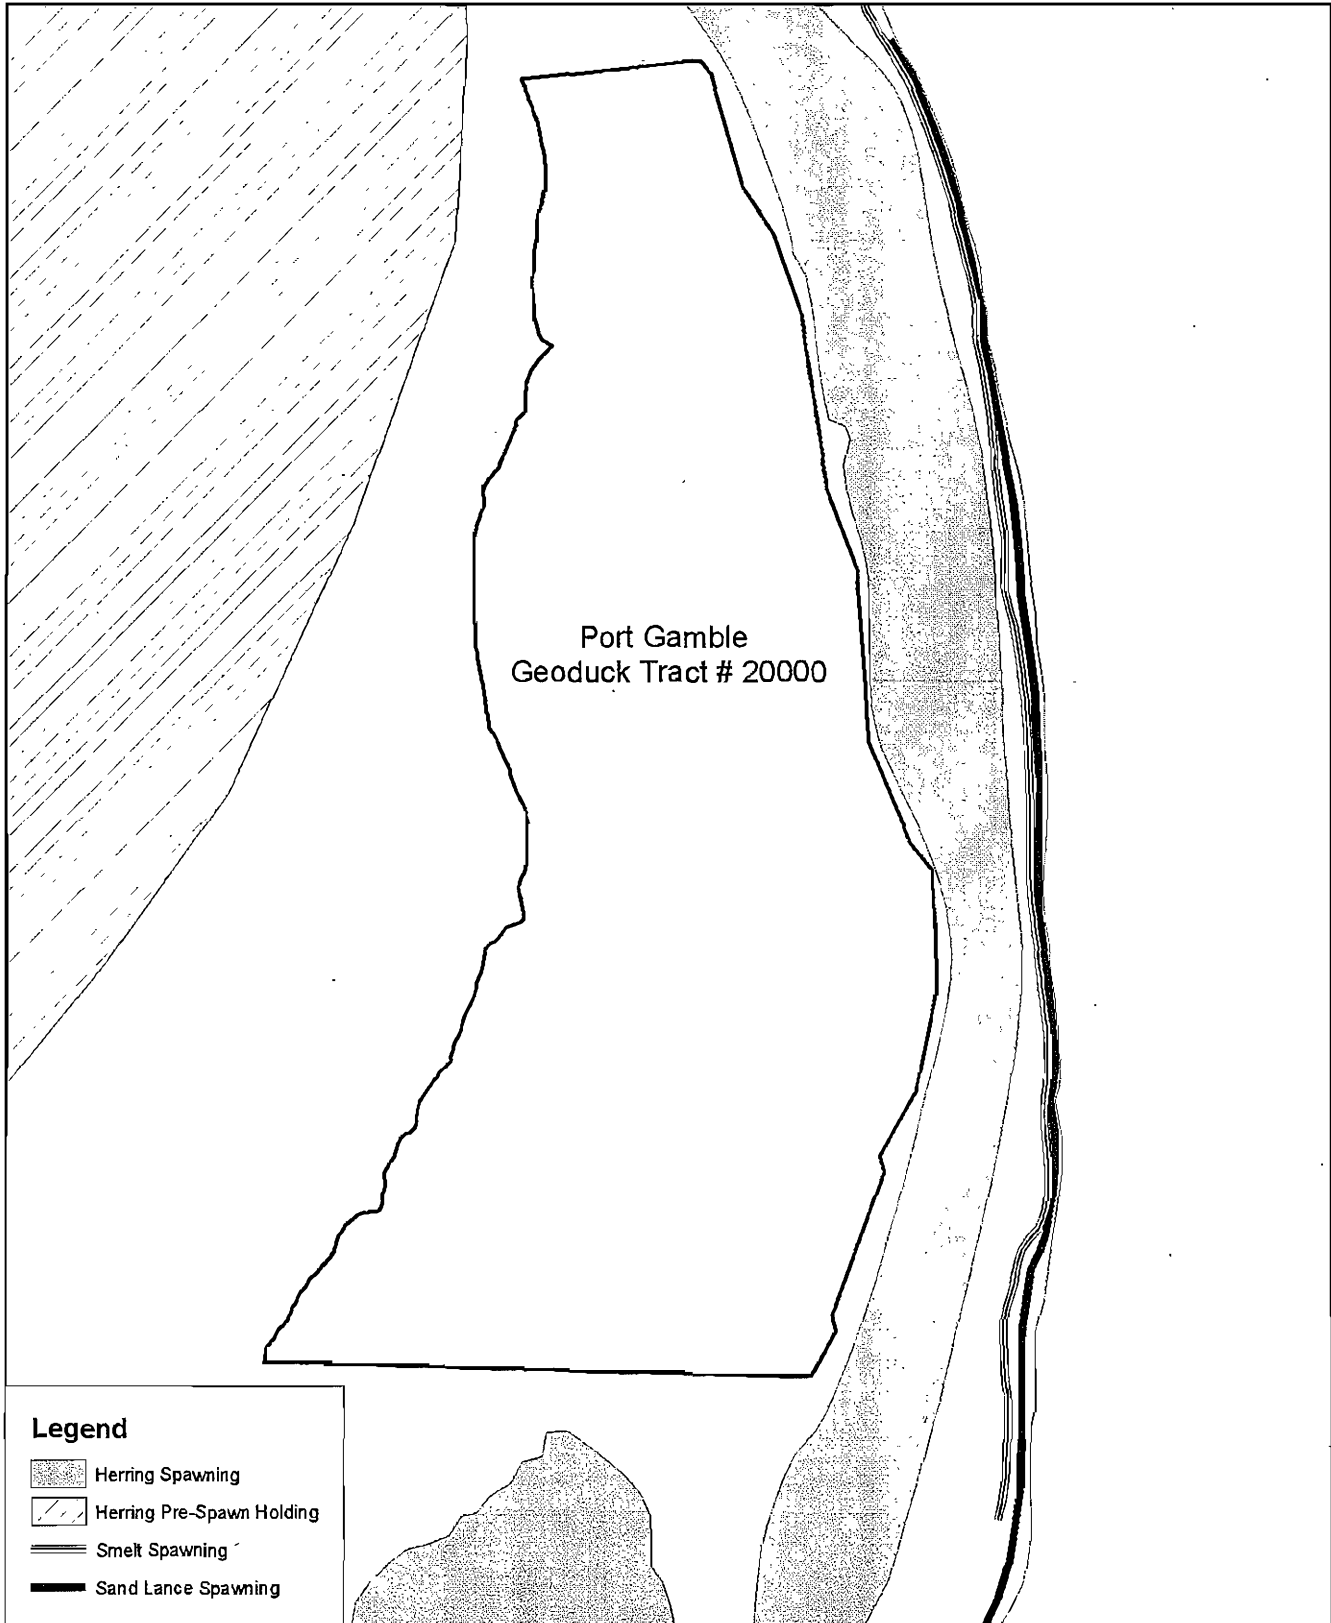 Port Gamble
Geoduck Tract # 20000
Legend
Herring Spawning
Herring Pre-Spawn Holding
Smelt Spawning
Sand Lance Spawning